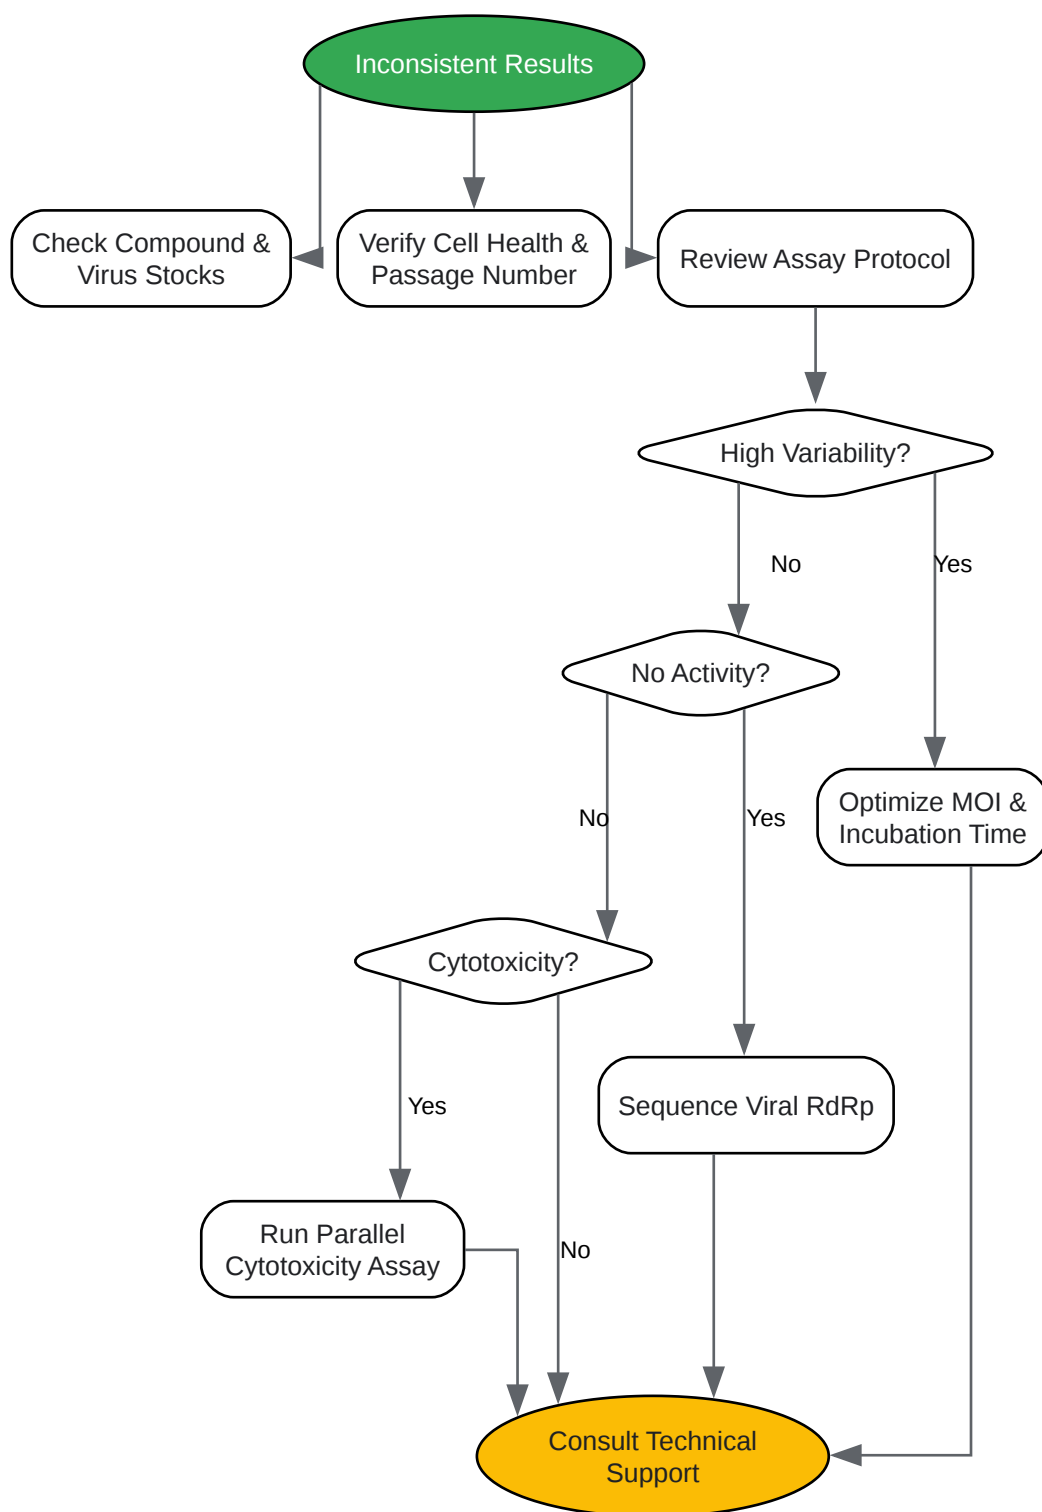 Inconsistent Results
Check Compound &
Virus Stocks
Verify Cell Health &
Passage Number
Review Assay Protocol
High Variability?
No
Yes
No Activity?
No
Yes
Optimize MOI &
Incubation Time
Cytotoxicity?
Yes
Sequence Viral RdRp
Run Parallel
Cytotoxicity Assay
No
Consult Technical
Support